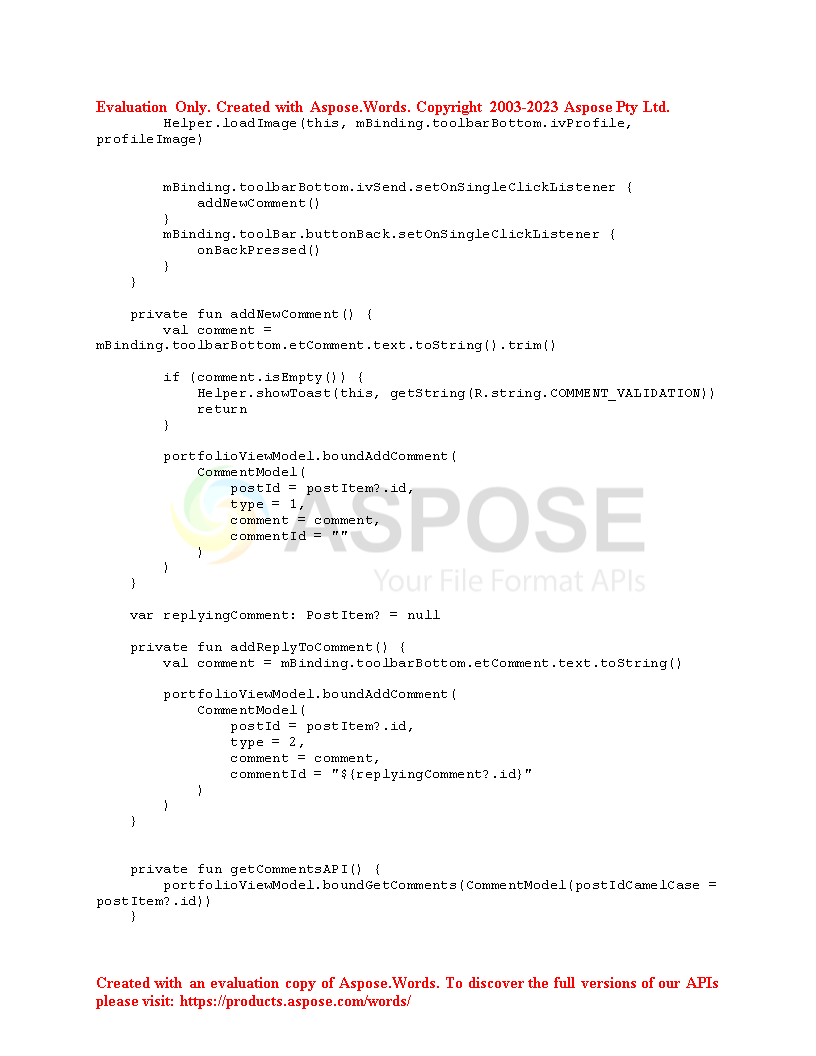 Evaluation Only. Created with Aspose.Words. Copyright 2003-2023 Aspose Pty Ltd.
        Helper.loadImage(this, mBinding.toolbarBottom.ivProfile,
profileImage)

        mBinding.toolbarBottom.ivSend.setOnSingleClickListener {
            addNewComment()
        }
        mBinding.toolBar.buttonBack.setOnSingleClickListener {
            onBackPressed()
        }
    }

    private fun addNewComment() {
        val comment =
mBinding.toolbarBottom.etComment.text.toString().trim()

        if (comment.isEmpty()) {
            Helper.showToast(this, getString(R.string.COMMENT_VALIDATION))
            return
        }

        portfolioViewModel.boundAddComment(
            CommentModel(
                postId = postItem?.id,
                type = 1,
                comment = comment,
                commentId = ""
            )
        )
    }
ASPOSE
Your File Format APIs

    var replyingComment: PostItem? = null

    private fun addReplyToComment() {
        val comment = mBinding.toolbarBottom.etComment.text.toString()

        portfolioViewModel.boundAddComment(
            CommentModel(
                postId = postItem?.id,
                type = 2,
                comment = comment,
                commentId = "${replyingComment?.id}"
            )
        )
    }

    private fun getCommentsAPI() {
        portfolioViewModel.boundGetComments(CommentModel(postIdCamelCase =
postItem?.id))
    }

Created with an evaluation copy of Aspose.Words. To discover the full versions of our APIs
please visit: https://products.aspose.com/words/